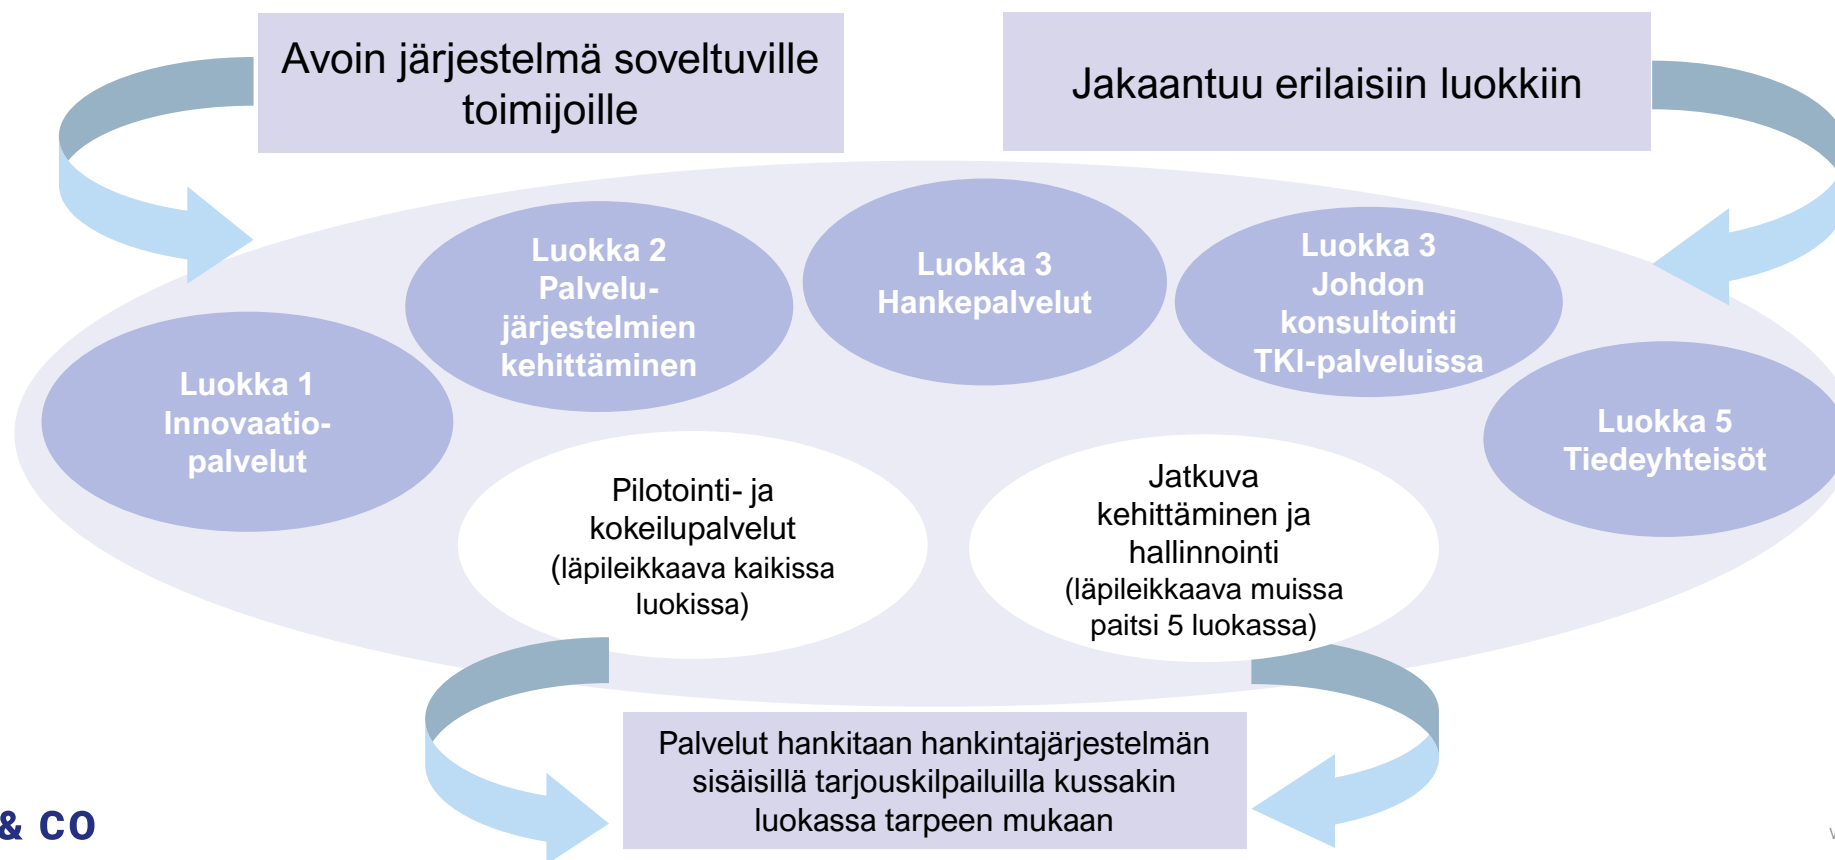 Avoin järjestelmä soveltuville
toimijoille
Jakaantuu erilaisiin luokkiin
Luokka 1
Innovaatio-
palvelut
Luokka 2
Palvelu-
järjestelmien
kehittäminen
Luokka 3
Hankepalvelut
Luokka 3
Johdon
konsultointi
TKI-palveluissa
Luokka 5
Tiedeyhteisöt
Pilotointi- ja
kokeilupalvelut
(läpileikkaava kaikissa
luokissa)
Jatkuva
kehittäminen ja
hallinnointi
(läpileikkaava muissa
paitsi 5 luokassa)
Palvelut hankitaan hankintajärjestelmän
sisäisillä tarjouskilpailuilla kussakin
luokassa tarpeen mukaan
& CO